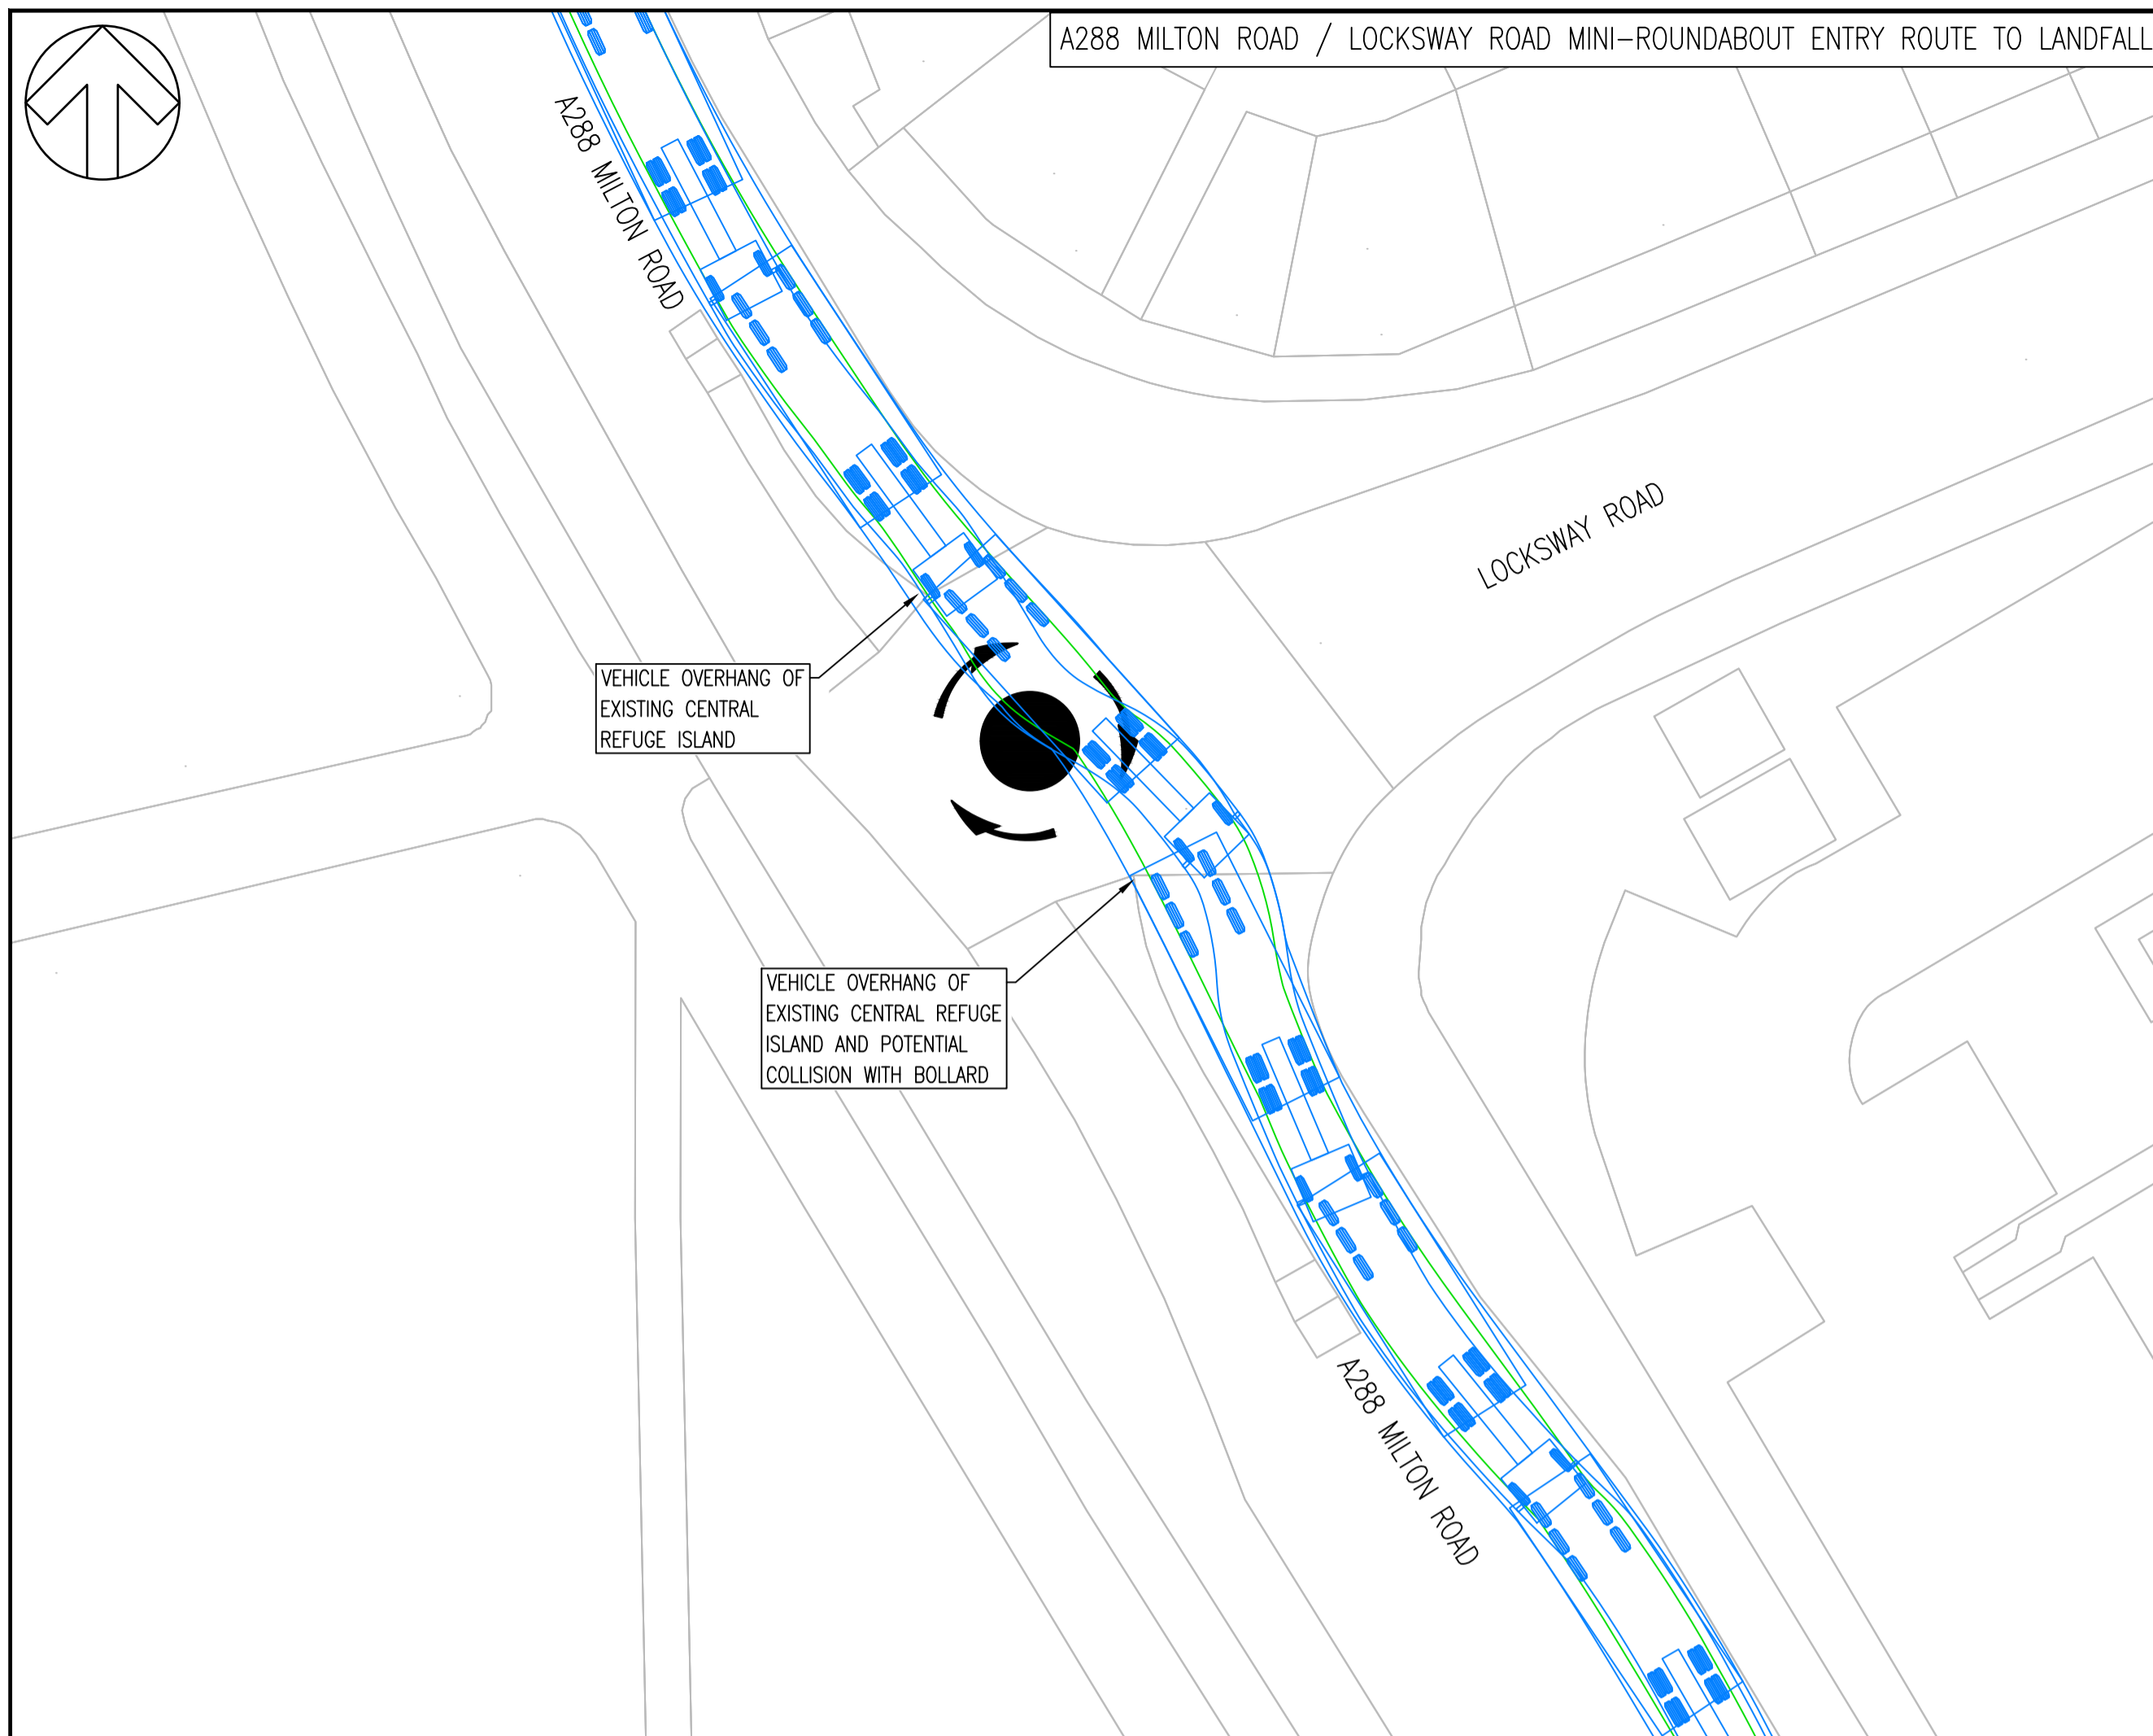 A288 MILTON ROAD / LOCKSWAY ROAD MINI-ROUNDABOUT ENTRY ROUTE TO LANDFALL
A288 MILTON ROAD
LOCKSWAY ROAD
VEHICLE OVERHANG OF
EXISTING CENTRAL
REFUGE ISLAND
VEHICLE OVERHANG OF
EXISTING CENTRAL REFUGE
ISLAND AND POTENTIAL
COLLISION WITH BOLLARD
A288 MILTON ROAD